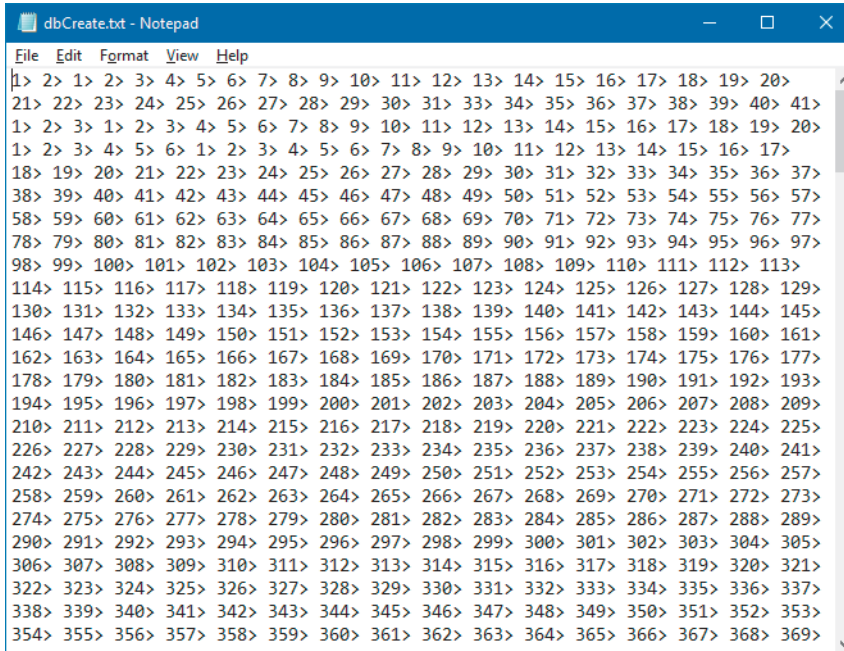 dbCreate.txt - Notepad
File Edit Format View Help
1> 2> 1> 2> 3> 4> 5> 6> 7> 8> 9> 10> 11> 12> 13> 14> 15> 16> 17> 18> 19> 20>
21> 22> 23> 24> 25> 26> 27> 28> 29> 30> 31> 33> 34> 35> 36> 37> 38> 39> 40> 41>
1> 2> 3> 1> 2> 3> 4> 5> 6> 7> 8> 9> 10> 11> 12> 13> 14> 15> 16> 17> 18> 19> 20>
1> 2> 3> 4> 5> 6> 1> 2> 3> 4> 5> 6> 7> 8> 9> 10> 11> 12> 13> 14> 15> 16> 17>
18> 19> 20> 21> 22> 23> 24> 25> 26> 27> 28> 29> 30> 31> 32> 33> 34> 35> 36> 37>
38> 39> 40> 41> 42> 43> 44> 45> 46> 47> 48> 49> 50> 51> 52> 53> 54> 55> 56> 57>
58> 59> 60> 61> 62> 63> 64> 65> 66> 67> 68> 69> 70> 71> 72> 73> 74> 75> 76> 77>
78> 79> 80> 81> 82> 83> 84> 85> 86> 87> 88> 89> 90> 91> 92> 93> 94> 95> 96> 97>
98> 99> 100> 101> 102> 103> 104> 105> 106> 107> 108> 109> 110> 111> 112> 113>
114> 115> 116> 117> 118> 119> 120> 121> 122> 123> 124> 125> 126> 127> 128> 129>
130> 131> 132> 133> 134> 135> 136> 137> 138> 139> 140> 141> 142> 143> 144> 145>
146> 147> 148> 149> 150> 151> 152> 153> 154> 155> 156> 157> 158> 159> 160> 161>
162> 163> 164> 165> 166> 167> 168> 169> 170> 171> 172> 173> 174> 175> 176> 177>
178> 179> 180> 181> 182> 183> 184> 185> 186> 187> 188> 189> 190> 191> 192> 193>
194> 195> 196> 197> 198> 199> 200> 201> 202> 203> 204> 205> 206> 207> 208> 209>
210> 211> 212> 213> 214> 215> 216> 217> 218> 219> 220> 221> 222> 223> 224> 225>
226> 227> 228> 229> 230> 231> 232> 233> 234> 235> 236> 237> 238> 239> 240> 241>
242> 243> 244> 245> 246> 247> 248> 249> 250> 251> 252> 253> 254> 255> 256> 257>
258> 259> 260> 261> 262> 263> 264> 265> 266> 267> 268> 269> 270> 271> 272> 273>
274> 275> 276> 277> 278> 279> 280> 281> 282> 283> 284> 285> 286> 287> 288> 289>
290> 291> 292> 293> 294> 295> 296> 297> 298> 299> 300> 301> 302> 303> 304> 305>
306> 307> 308> 309> 310> 311> 312> 313> 314> 315> 316> 317> 318> 319> 320> 321>
322> 323> 324> 325> 326> 327> 328> 329> 330> 331> 332> 333> 334> 335> 336> 337>
338> 339> 340> 341> 342> 343> 344> 345> 346> 347> 348> 349> 350> 351> 352> 353>
354> 355> 356> 357> 358> 359> 360> 361> 362> 363> 364> 365> 366> 367> 368> 369>